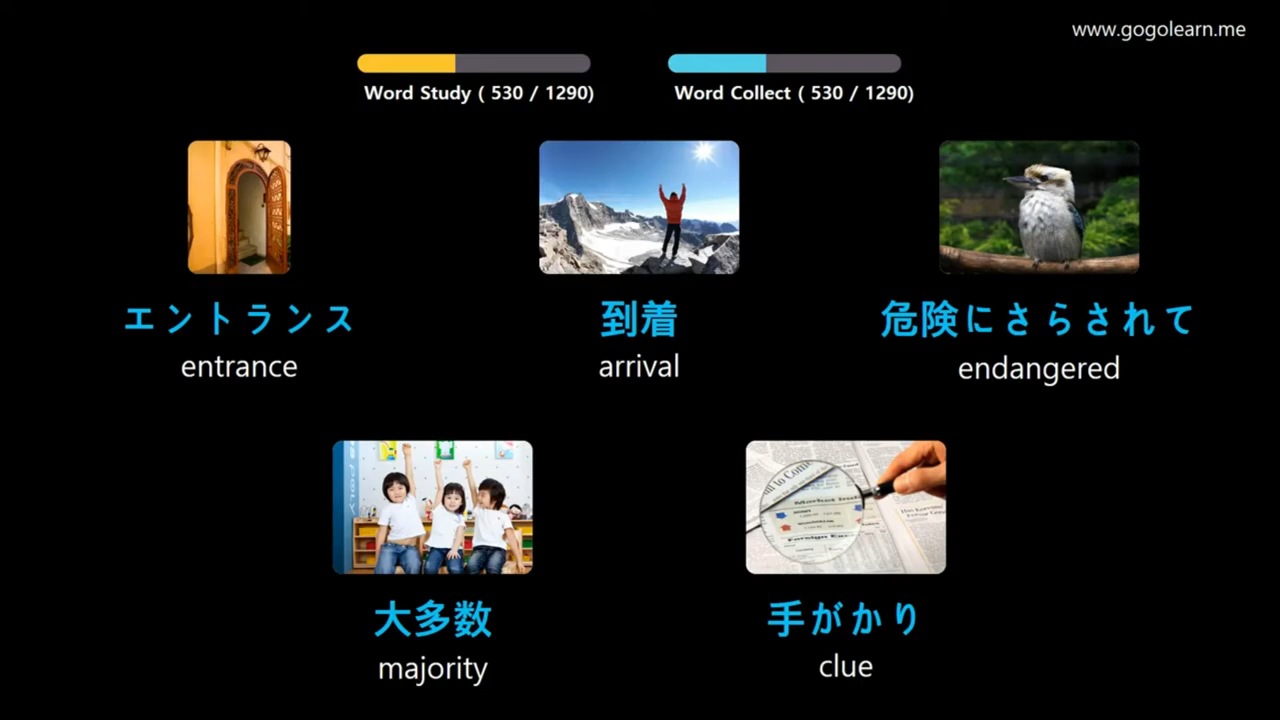 www.gogolearn.me
Word Study ( 530 / 1290)
Word Collect ( 530 / 1290)
エントランス
entrance
到着
arrival
危険にさらされて
endangered
大多数
majority
手がかり
clue
Market Indi